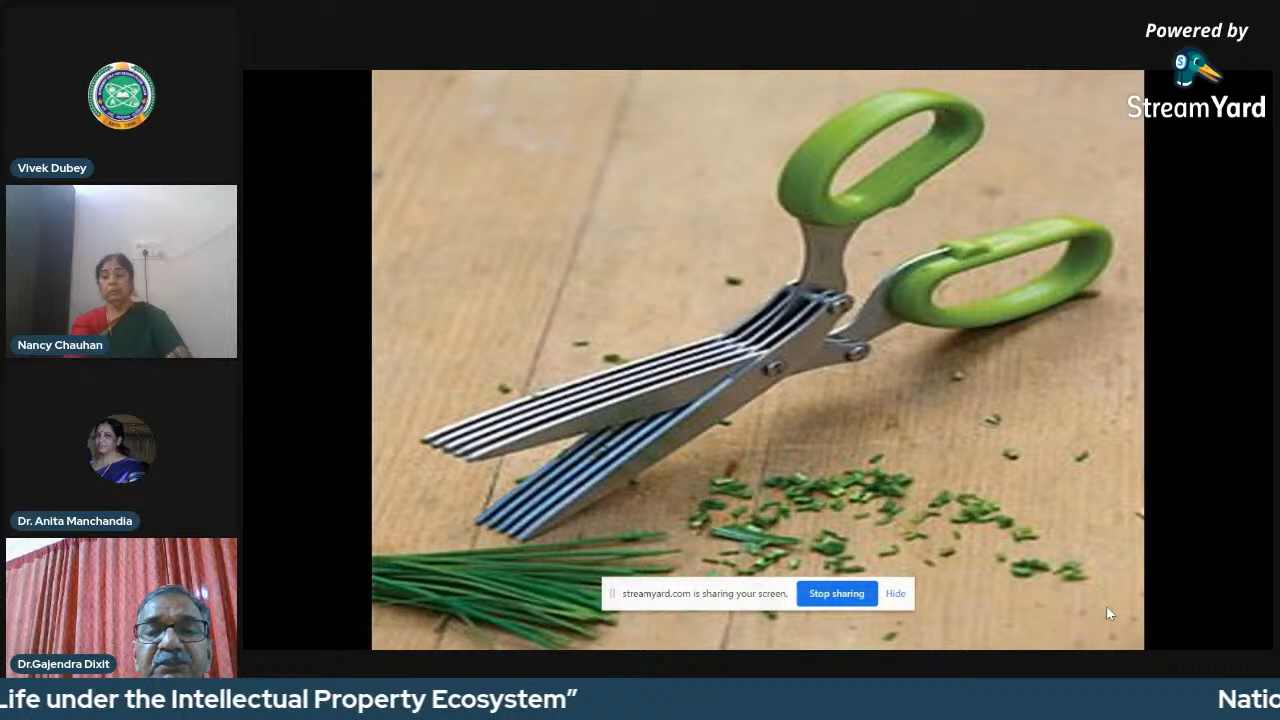 Powered by
StreamYard
Vivek Dubey
Nancy Chauhan
Dr. Anita Manchandia
Dr.Gajendra Dixit
streamyard.com is sharing your screen.
Stop sharing
Hide
Life under the Intellectual Property Ecosystem”
Natio